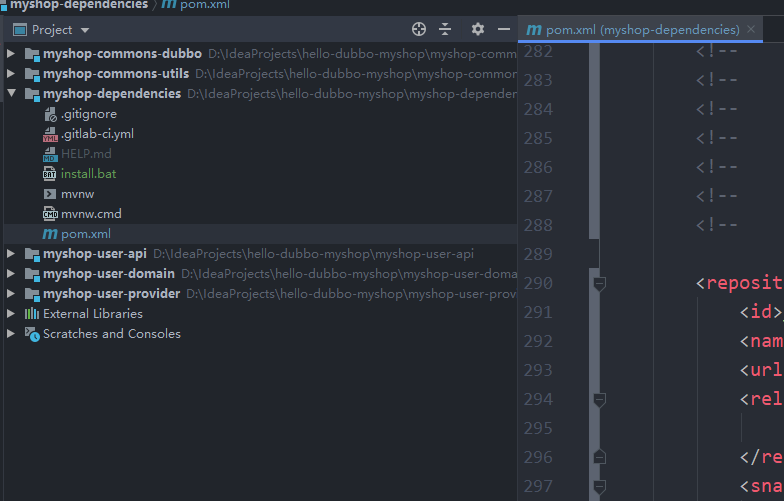 myshop-dependencies pom.xml
Project
pom.xml (myshop-dependencies)
myshop-commons-dubbo D:\IdeaProjects\hello-dubbo-myshop\myshop-comm
myshop-commons-utils D:\IdeaProjects\hello-dubbo-myshop\myshop-common
myshop-dependencies D:\IdeaProjects\hello-dubbo-myshop\myshop-depender
.gitignore
.gitlab-ci.yml
HELP.md
install.bat
mvnw
mvnw.cmd
pom.xml
myshop-user-api D:\IdeaProjects\hello-dubbo-myshop\myshop-user-api
myshop-user-domain D:\IdeaProjects\hello-dubbo-myshop\myshop-user-doma
myshop-user-provider D:\IdeaProjects\hello-dubbo-myshop\myshop-user-prov
External Libraries
Scratches and Consoles
282 <!--
283 <!--
284 <!--
285 <!--
286 <!--
287 <!--
288 <!--
289
290 <reposit
291 <id>
292 <nam
293 <url
294 <rel
295
296 </re
297 <sna